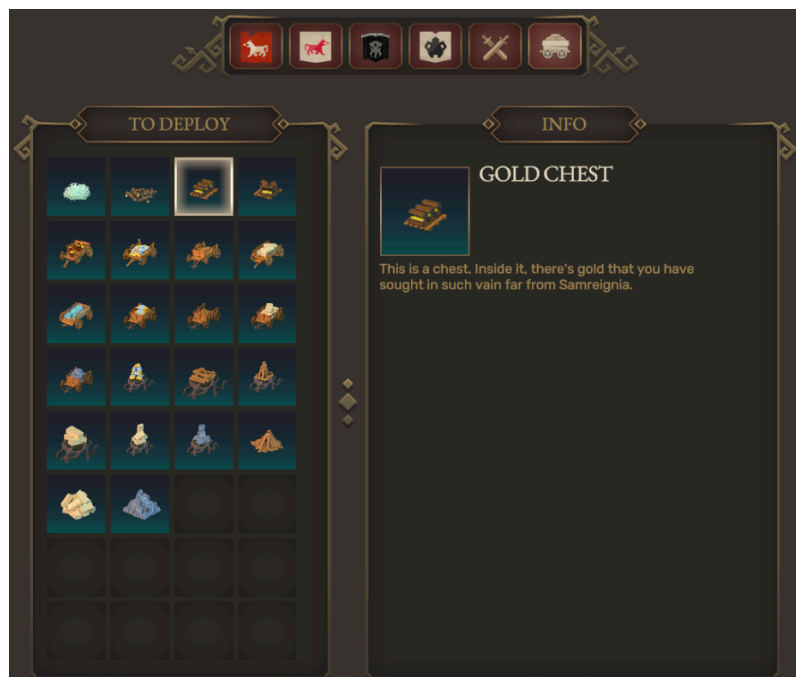 TO DEPLOY
INFO
GOLD CHEST
This is a chest. Inside it, there's gold that you have
sought in such vain far from Samreignia.